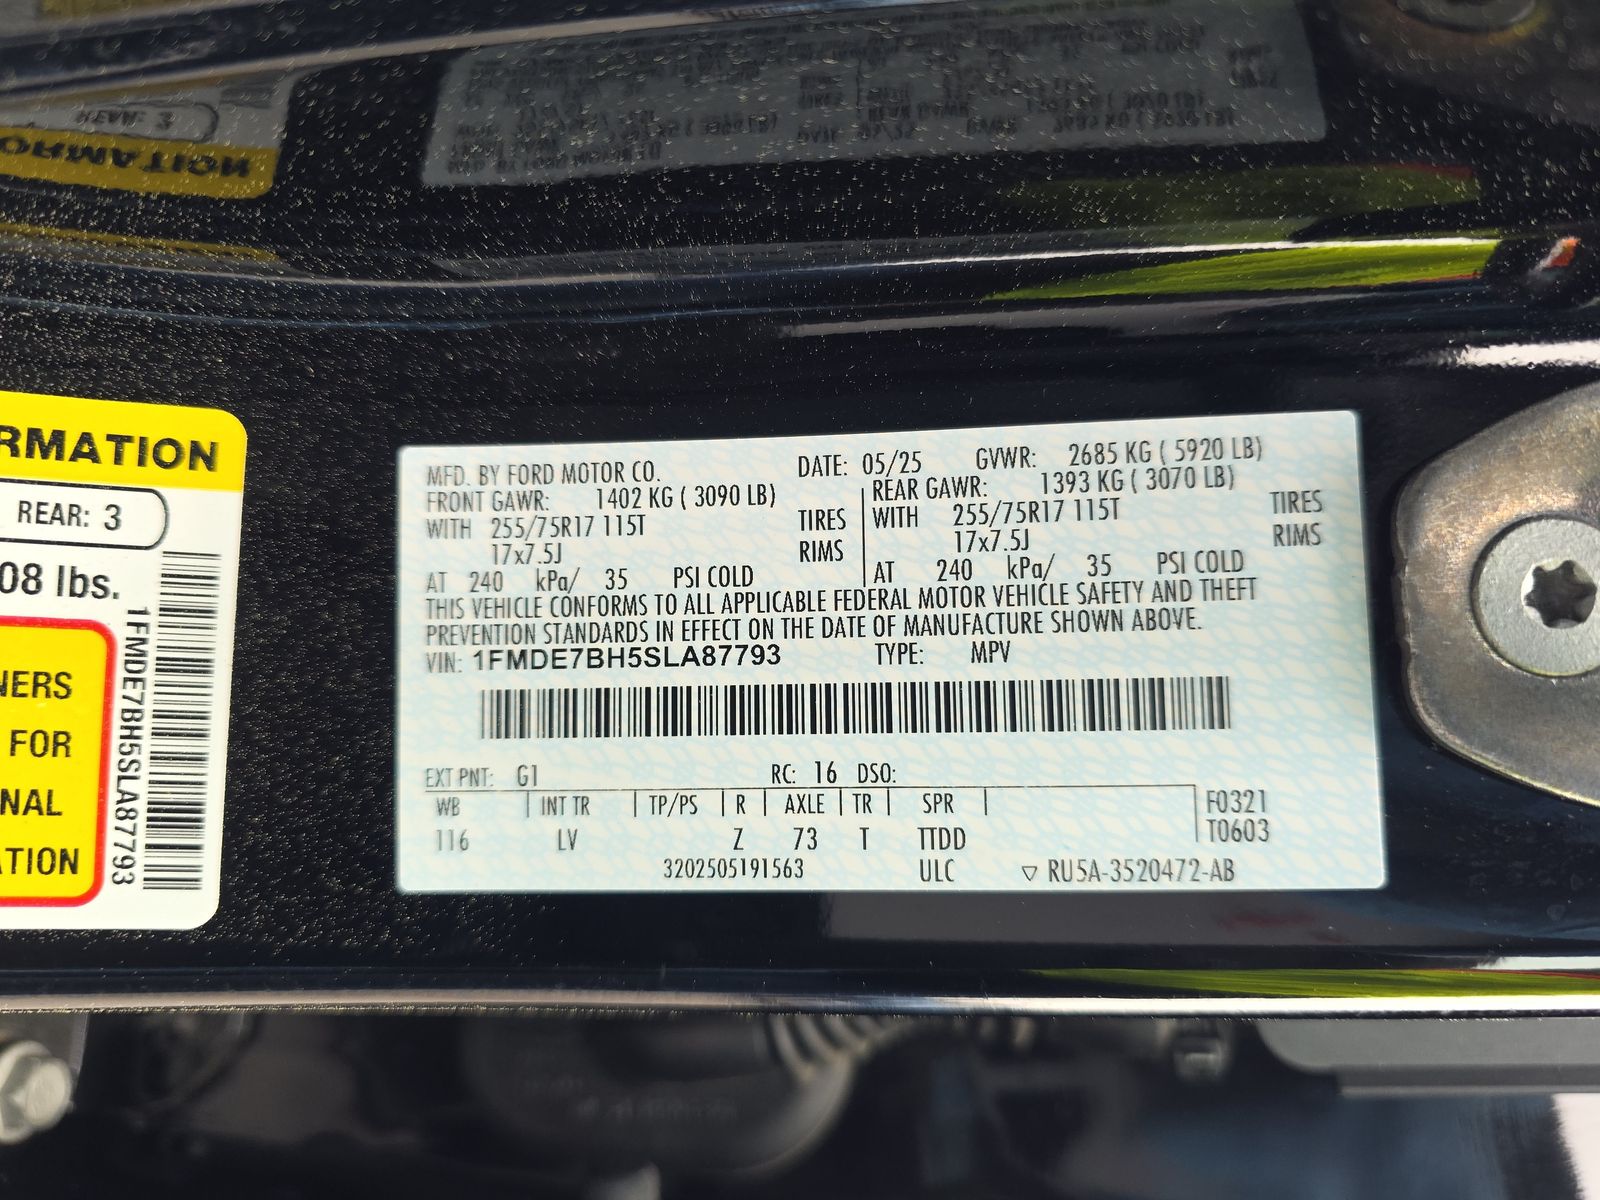 RMATION
REAR: 3
08 lbs.
NERS
FOR
NAL
ATION
1FMDE7BH5SLA87793
MFD. BY FORD MOTOR CO. DATE: 05/25 GVWR: 2685 KG ( 5920 LB)
FRONT GAWR: 1402 KG ( 3090 LB) REAR GAWR: 1393 KG ( 3070 LB)
WITH 255/75R17 115T TIRES WITH 255/75R17 115T TIRES
17x7.5J RIMS 17x7.5J RIMS
AT 240 kPa/ 35 PSI COLD AT 240 kPa/ 35 PSI COLD
THIS VEHICLE CONFORMS TO ALL APPLICABLE FEDERAL MOTOR VEHICLE SAFETY AND THEFT
PREVENTION STANDARDS IN EFFECT ON THE DATE OF MANUFACTURE SHOWN ABOVE.
VIN: 1FMDE7BH5SLA87793 TYPE: MPV
EXT PNT: G1 RC: 16 DSO:
WB | INT TR | TP/PS | R | AXLE | TR | SPR | F0321
116 LV Z 73 T TTDD T0603
3202505191563 ULC ▽ RU5A-3520472-AB